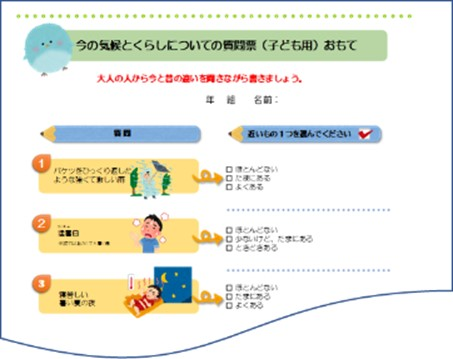 今の気候とくらしについての質問票（子ども用）おもて
大人の人から今と昔の違いを聞きながら書きましょう。
年 組 名前：
質問
近いもの１つを選んでください
1
バケツをひっくり返した
ような強くて激しい雨
□ ほとんどない
□ たまにある
□ よくある
2
猛暑日
□ ほとんどない
□ 少ないけど、たまにある
□ ときどきある
3
寝苦しい
暑い夏の夜
□ ほとんどない
□ たまにある
□ よくある